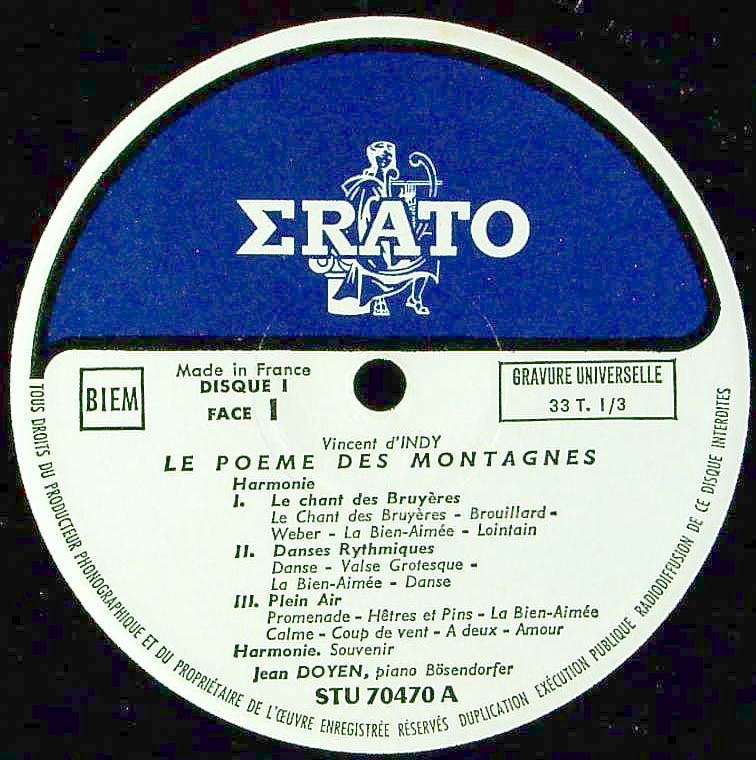 ΣRATO
BIEM
Made in France
DISQUE I
FACE 1
GRAVURE UNIVERSELLE
33 T. 1/3
Vincent d'INDY
LE POEME DES MONTAGNES
Harmonie
I. Le chant des Bruyères
Le Chant des Bruyères - Brouillard -
Weber - La Bien-Aimée - Lointain
II. Danses Rythmiques
Danse - Valse Grotesque -
La Bien-Aimée - Danse
III. Plein Air
Promenade - Hêtres et Pins - La Bien-Aimée
Calme - Coup de vent - A deux - Amour
Harmonie. Souvenir
Jean DOYEN, piano Bösendorfer
STU 70470 A
TOUS DROITS DU PRODUCTEUR PHONOGRAPHIQUE ET DU PROPRIÉTAIRE DE L'ŒUVRE ENREGISTRÉE RÉSERVÉS DUPLICATION EXÉCUTION PUBLIQUE RADIODIFFUSION DE CE DISQUE INTERDITES